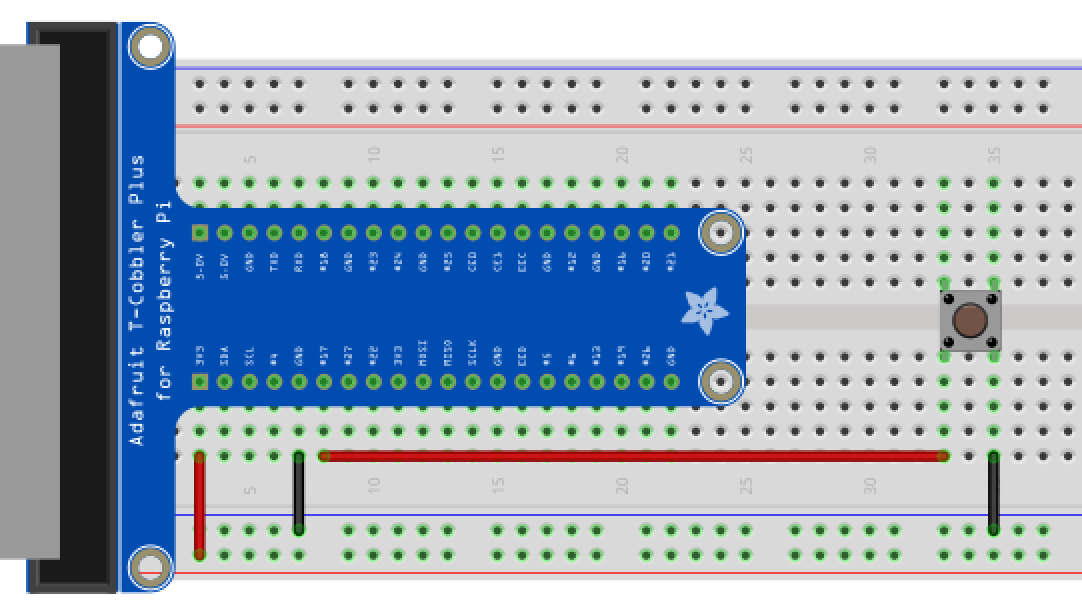 Adafruit T-Cobbler Plus
for Raspberry Pi
5 10 15 20 25 30 35
5.0V 5.0V GND TXD RXD #18 GND #23 #24 GND #25 CE0 CE1 EEC GND #12 GND #16 #20 #21
3V3 SDA SCL #4 GND #17 #27 #22 3V3 MOSI MISO SCLK GND EED #5 #6 #13 #19 #26 GND
5 10 15 20 25 30